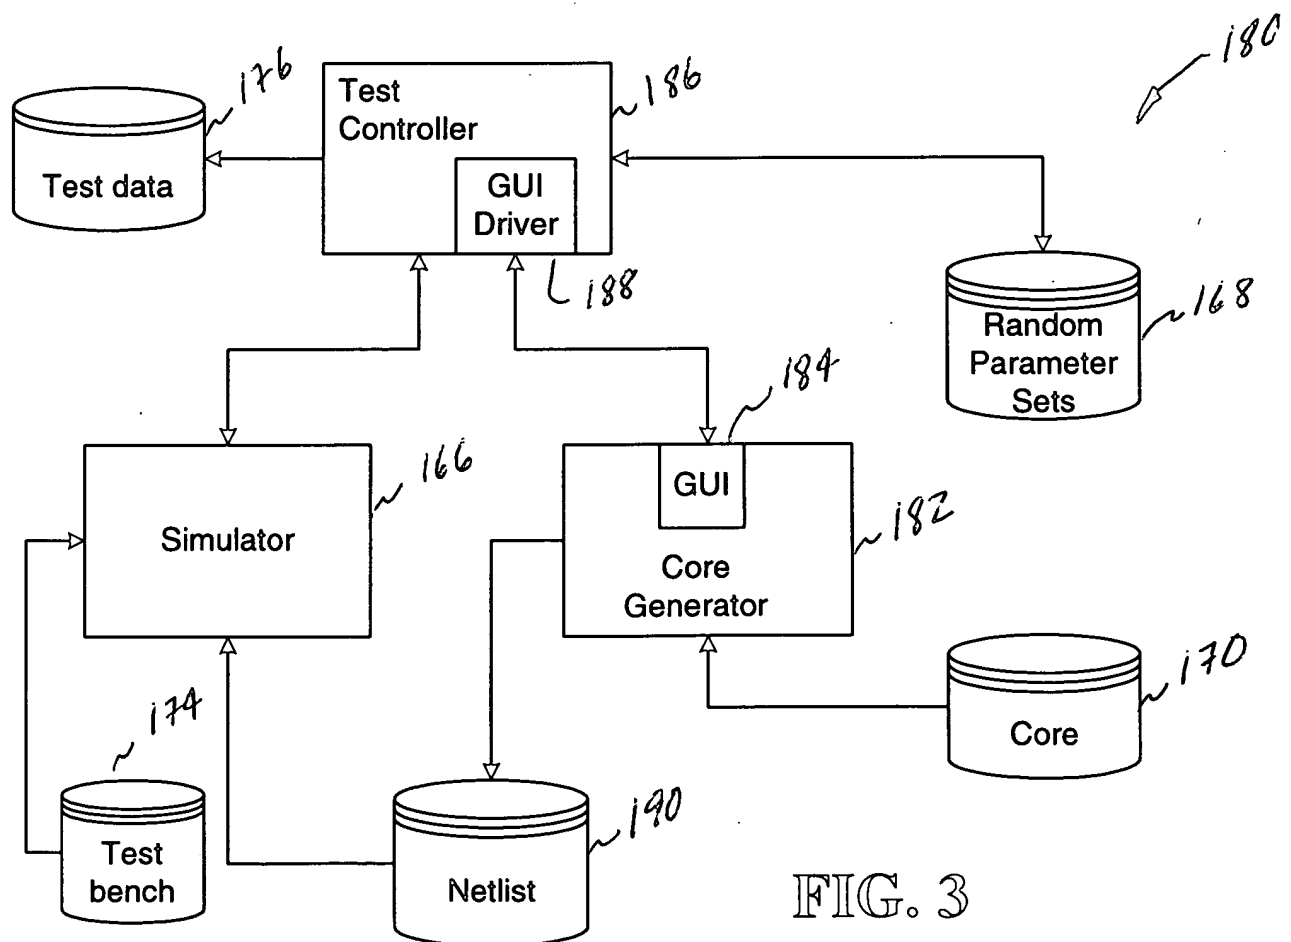 180
176
Test
Controller
186
Test data
GUI
Driver
188
168
Random
Parameter
Sets
184
GUI
166
Simulator
182
Core
Generator
170
Core
174
Test
bench
190
Netlist
FIG. 3